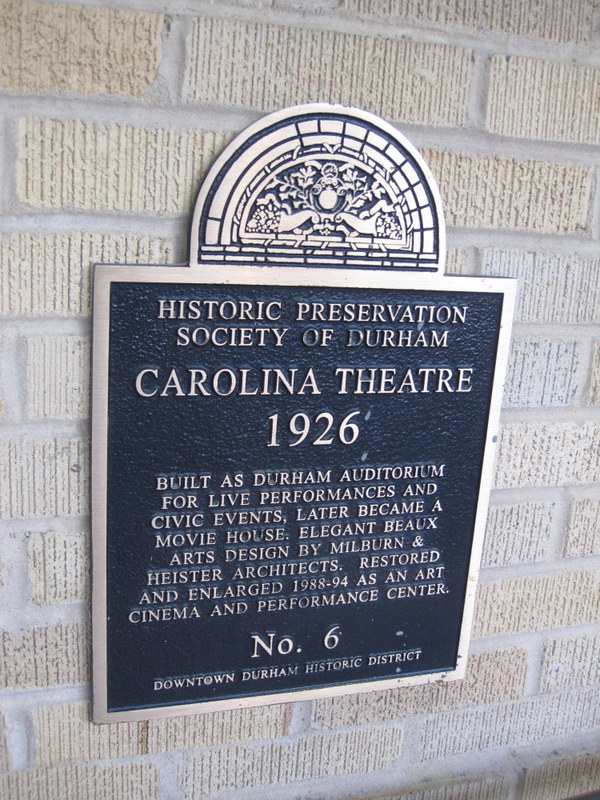 HISTORIC PRESERVATION
SOCIETY OF DURHAM
CAROLINA THEATRE
1926
BUILT AS DURHAM AUDITORIUM
FOR LIVE PERFORMANCES AND
CIVIC EVENTS, LATER BECAME A
MOVIE HOUSE. ELEGANT BEAUX
ARTS DESIGN BY MILBURN &
HEISTER ARCHITECTS. RESTORED
AND ENLARGED 1988-94 AS AN ART
CINEMA AND PERFORMANCE CENTER.
No. 6
DOWNTOWN DURHAM HISTORIC DISTRICT